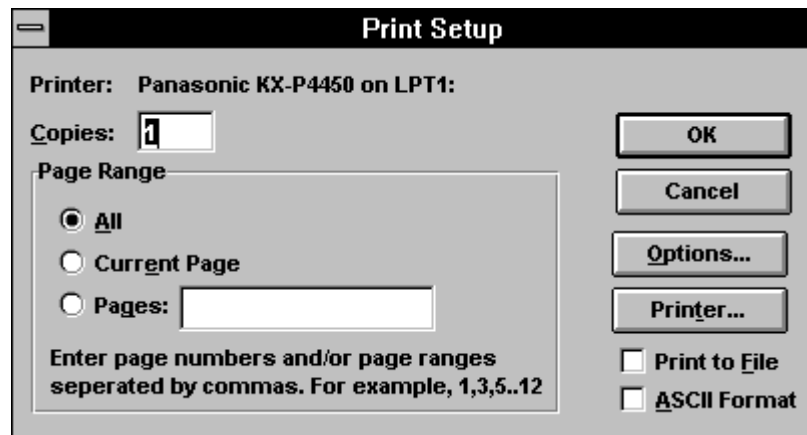 Print Setup
Printer: Panasonic KX-P4450 on LPT1:
Copies: 1
OK
Page Range
Cancel
All
Current Page
Options...
Pages:
Printer...
Enter page numbers and/or page ranges
seperated by commas. For example, 1,3,5..12
Print to File
ASCII Format